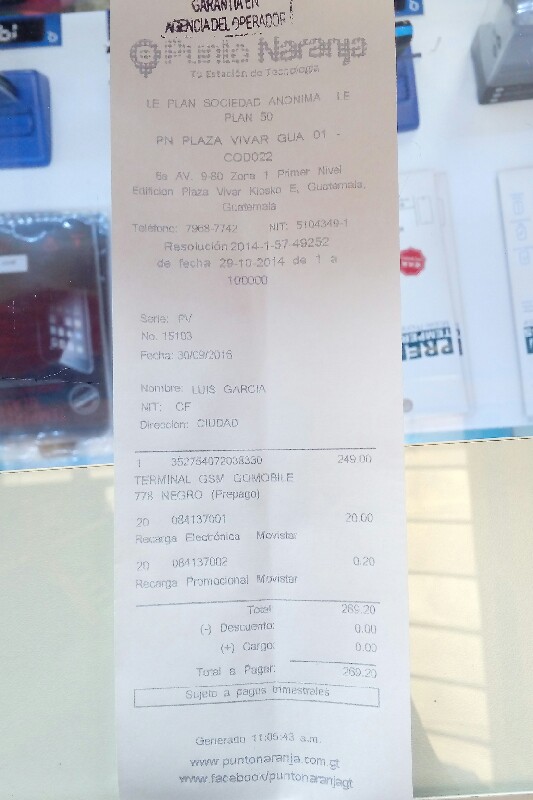 GARANTIA EN
AGENCIA DEL OPERADOR
Punto Naranja
Tu Estación de Tecnología
LE PLAN SOCIEDAD ANONIMA LE
PLAN 50
PN PLAZA VIVAR GUA 01 -
COD022
6a AV. 9-80 Zona 1 Primer Nivel
Edificion Plaza Vivar Kiosko E, Guatemala,
Guatemala
Teléfono: 7968-7742 NIT: 5104349-1
Resolución 2014-1-57-49252
de fecha 29-10-2014 de 1 a
100000
Serie: PV
No. 15103
Fecha: 30/09/2016
Nombre: LUIS GARCIA
NIT: CF
Direccion: CIUDAD
1 352754072038330 249.00
TERMINAL GSM GOMOBILE
778 NEGRO (Prepago)
20 084137001 20.00
Recarga Electrónica Movistar
20 084137002 0.20
Recarga Promocional Movistar
Total: 269.20
(-) Descuento: 0.00
(+) Cargo: 0.00
Total a Pagar: 269.20
Sujeto a pagos trimestrales
Generado 11:05:43 a.m.
www.puntonaranja.com.gt
www.facebook/puntonaranjagt